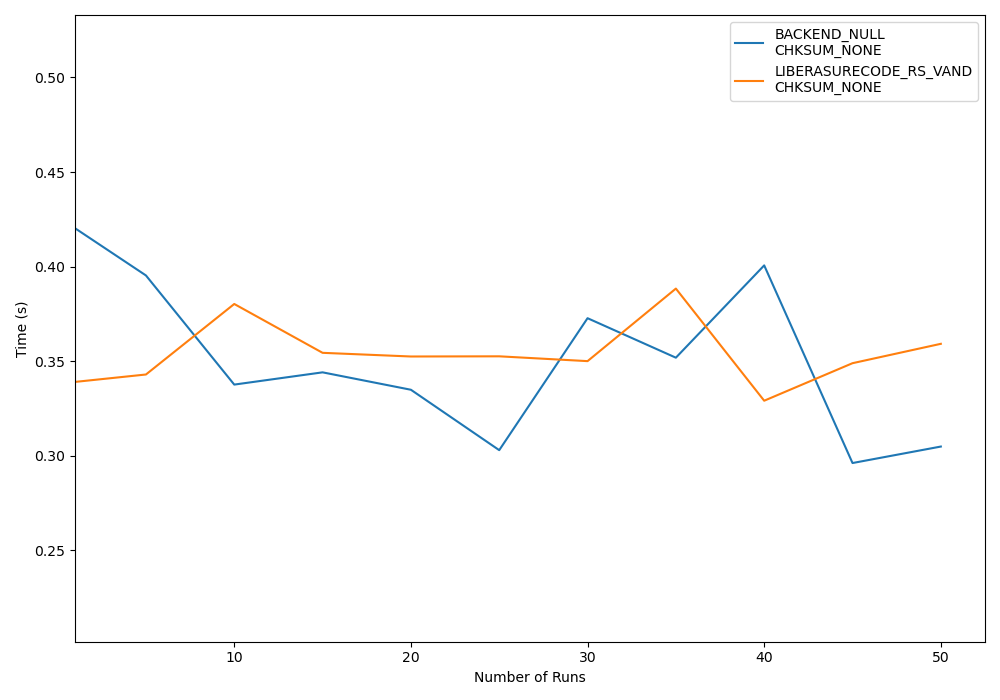 BACKEND_NULL
CHKSUM_NONE
LIBERASURECODE_RS_VAND
CHKSUM_NONE
0.50
0.45
0.40
0.35
0.30
0.25
Time (s)
10 20 30 40 50
Number of Runs